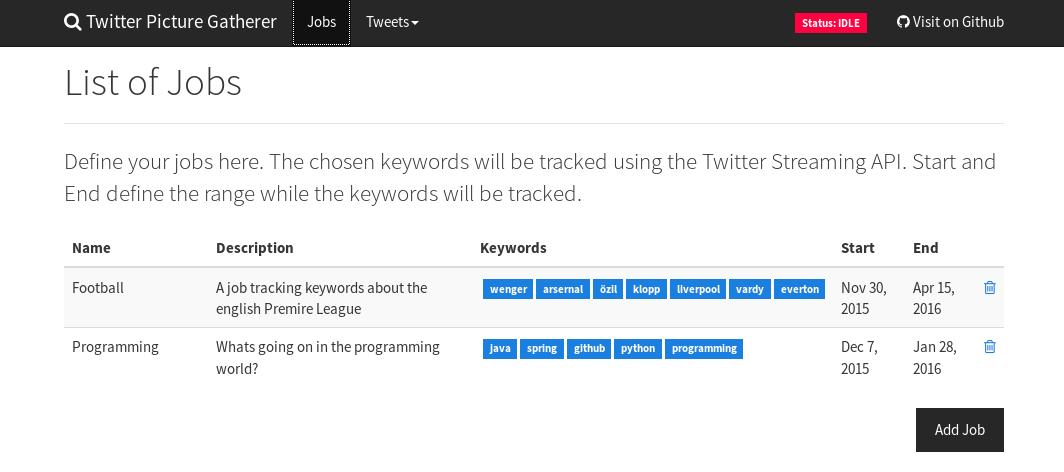 Twitter Picture Gatherer Jobs Tweets Status: IDLE Visit on Github
List of Jobs
Define your jobs here. The chosen keywords will be tracked using the Twitter Streaming API. Start and
End define the range while the keywords will be tracked.
Name Description Keywords Start End
Football A job tracking keywords about the wenger arsernal özil klopp liverpool vardy everton Nov 30, Apr 15,
english Premire League 2015 2016
Programming Whats going on in the programming java spring github python programming Dec 7, Jan 28,
world? 2015 2016
Add Job